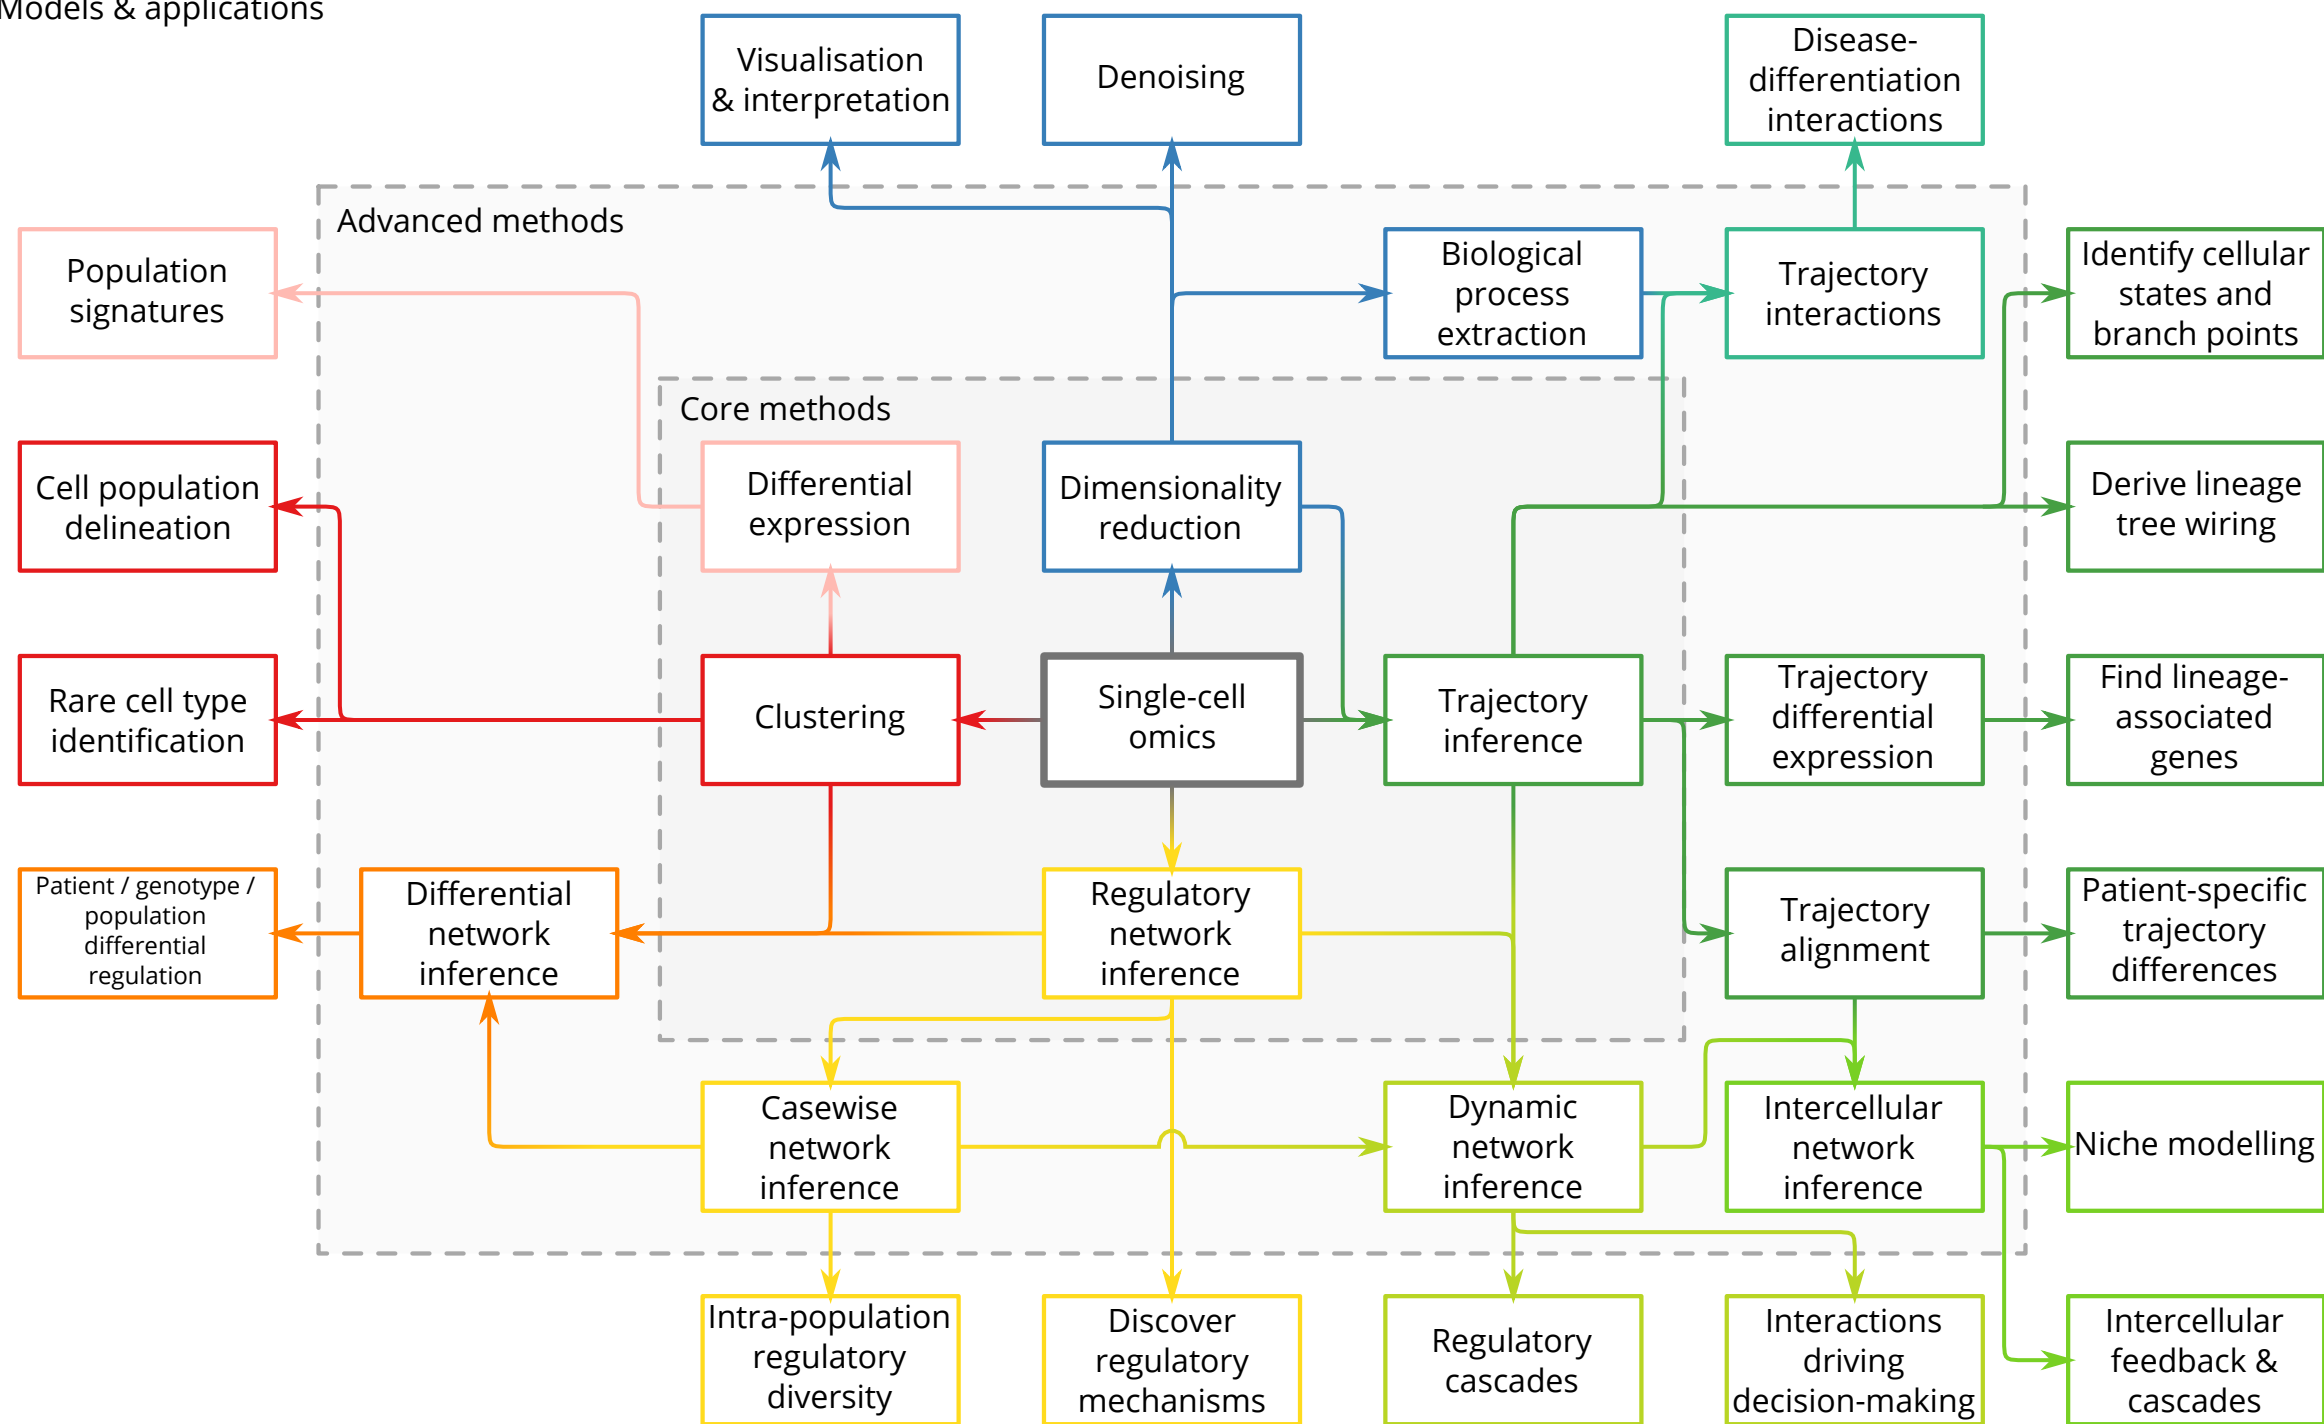 Models & applications
Visualisation
& interpretation
Denoising
Disease-
differentiation
interactions
Advanced methods
Population
signatures
Biological
process
extraction
Trajectory
interactions
Identify cellular
states and
branch points
Core methods
Cell population
delineation
Differential
expression
Dimensionality
reduction
Derive lineage
tree wiring
Rare cell type
identification
Clustering
Single-cell
omics
Trajectory
inference
Trajectory
differential
expression
Find lineage-
associated
genes
Patient / genotype /
population
differential
regulation
Differential
network
inference
Regulatory
network
inference
Trajectory
alignment
Patient-specific
trajectory
differences
Casewise
network
inference
Dynamic
network
inference
Intercellular
network
inference
Niche modelling
Intra-population
regulatory
diversity
Discover
regulatory
mechanisms
Regulatory
cascades
Interactions
driving
decision-making
Intercellular
feedback &
cascades